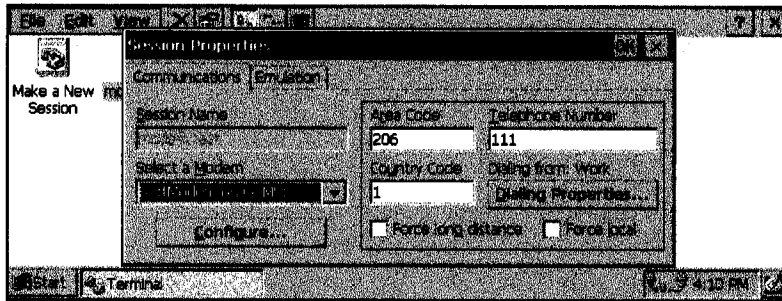 File Edit View
? ×
Make a New
Session
Session Properties
OK ×
Communications Emulation
Session Name
Area Code Telephone Number
206 111
Select a Modem
Country Code Dialing from: Work
1 Dialing Properties...
Configure...
Force long distance Force local
Start Terminal 4:10 PM